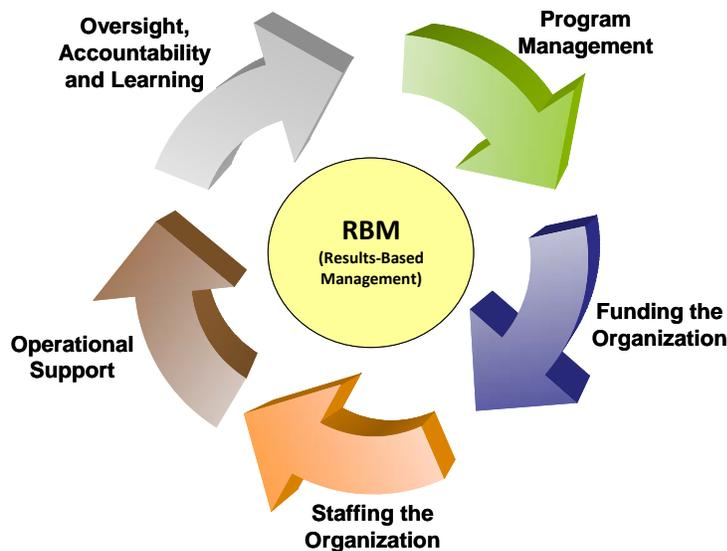 Oversight,
Accountability
and Learning
Program
Management
RBM
(Results-Based
Management)
Funding the
Organization
Operational
Support
Staffing the
Organization